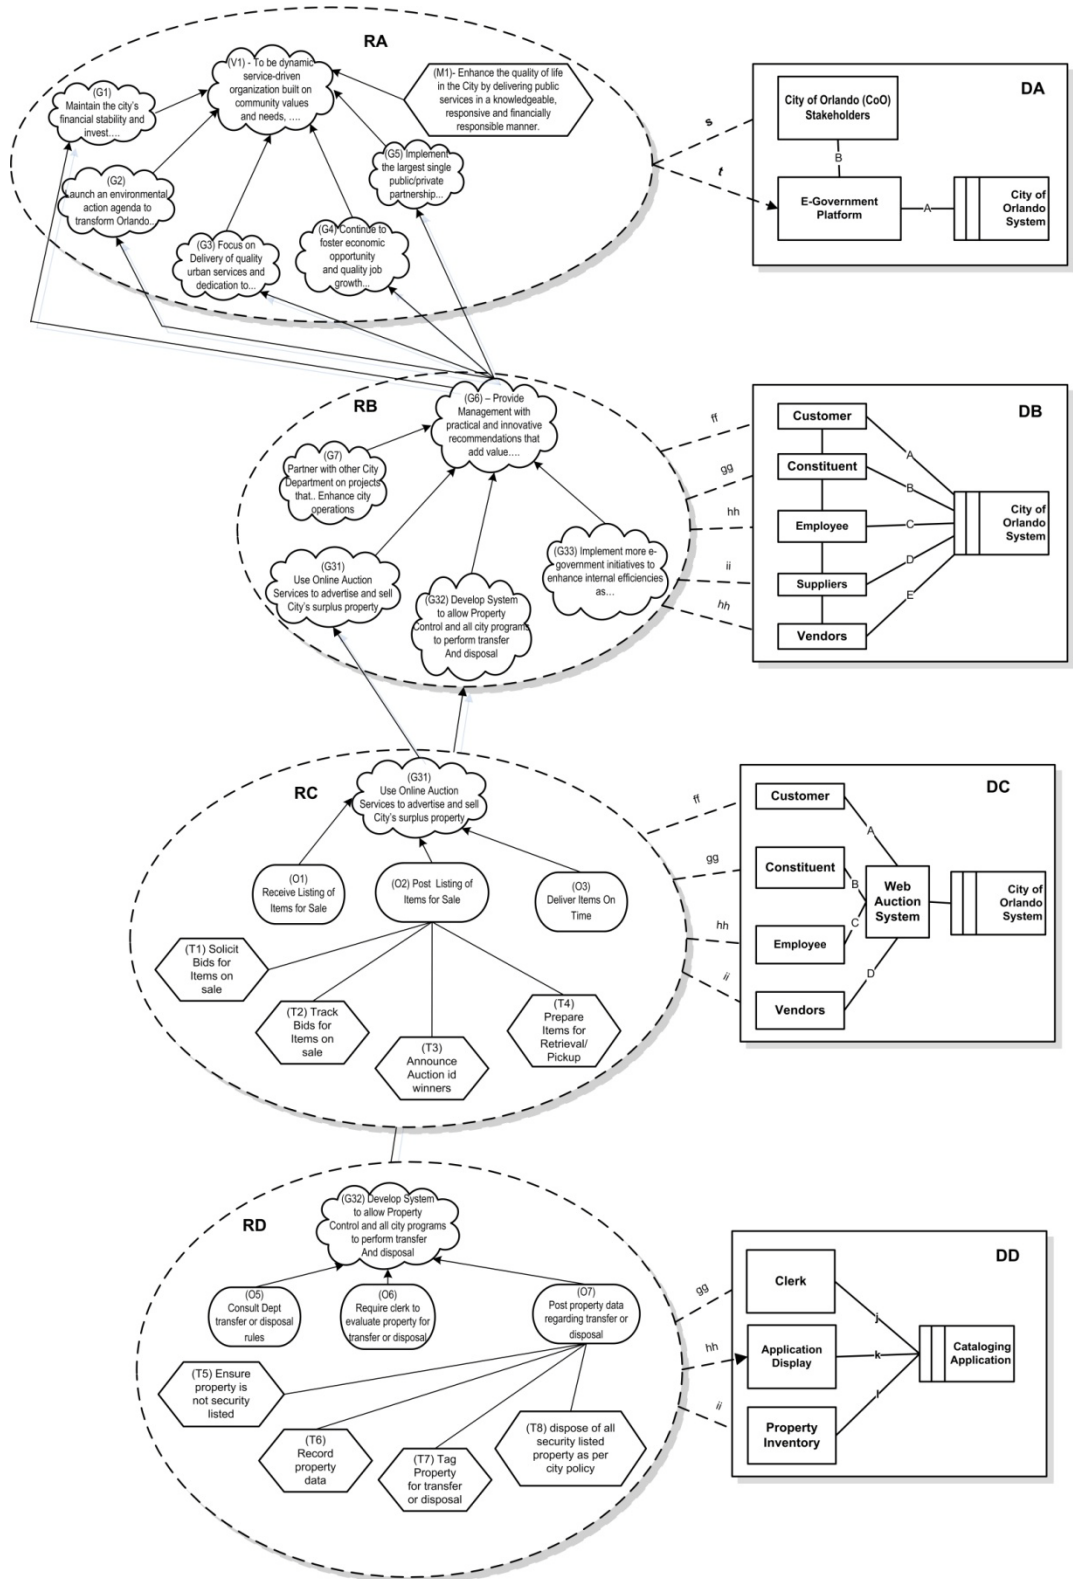 RA
(V1) - To be dynamic
service-driven
organization built on
community values
and needs, ....
(M1)- Enhance the quality of life
in the City by delivering public
services in a knowledgeable,
responsive and financially
responsible manner.
(G1)
Maintain the city's
financial stability and
invest....
(G2)
aunch an environmental
action agenda to
transform Orlando..
(G3) Focus on
Delivery of quality
urban services and
dedication to...
(G4) Continue to
foster economic
opportunity
and quality job
growth...
(G5) Implement
the largest single
public/private
partnership...
s
t
DA
City of Orlando (CoO)
Stakeholders
B
E-Government
Platform
A
City of
Orlando
System
RB
(G6) – Provide
Management with
practical and innovative
recommendations that
add value....
(G7)
Partner with other City
Department on projects
that.. Enhance city
operations
(G31)
Use Online Auction
Services to advertise and sell
City's surplus property
(G32) Develop System
to allow Property
Control and all city programs
to perform transfer
And disposal
(G33) Implement more e-
government initiatives to
enhance internal efficiencies
as...
ff
gg
hh
ii
hh
DB
Customer
Constituent
Employee
Suppliers
Vendors
A
B
C
D
E
City of
Orlando
System
RC
(G31)
Use Online Auction
Services to advertise and sell
City's surplus property
(O1)
Receive Listing of
Items for Sale
(O2) Post Listing of
Items for Sale
(O3)
Deliver Items On
Time
(T1) Solicit
Bids for
Items on
sale
(T2) Track
Bids for
Items on
sale
(T3)
Announce
Auction id
winners
(T4)
Prepare
Items for
Retrieval/
Pickup
ff
gg
hh
ii
DC
Customer
Constituent
Employee
Vendors
A
B
C
D
Web
Auction
System
City of
Orlando
System
RD
(G32) Develop System
to allow Property
Control and all city programs
to perform transfer
And disposal
(O5)
Consult Dept
transfer or disposal
rules
(O6)
Require clerk to
evaluate property for
transfer or disposal
(O7)
Post property data
regarding transfer or
disposal
(T5) Ensure
property is
not security
listed
(T6)
Record
property
data
(T7) Tag
Property
for transfer
or disposal
(T8) dispose of all
security listed
property as per
city policy
gg
hh
ii
DD
Clerk
Application
Display
Property
Inventory
j
k
l
Cataloging
Application